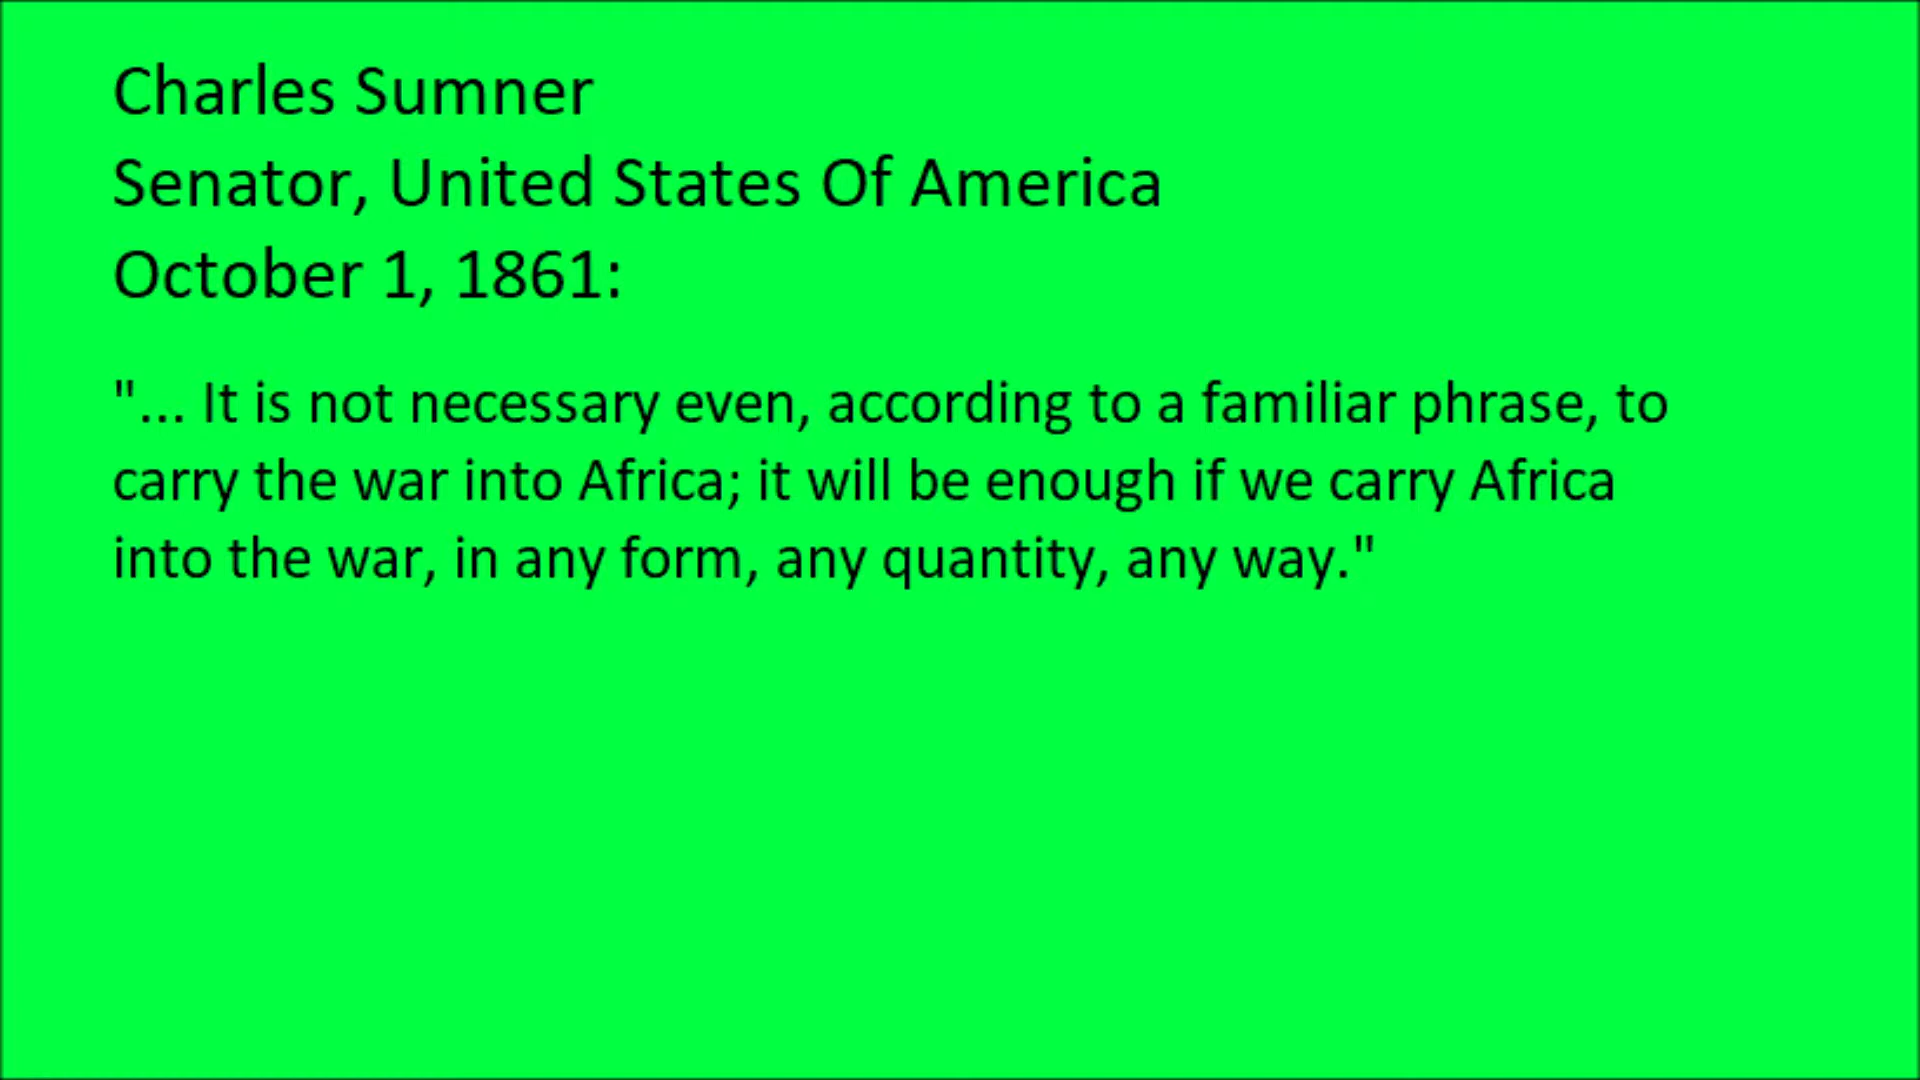 Charles Sumner
Senator, United States Of America
October 1, 1861:
"... It is not necessary even, according to a familiar phrase, to
carry the war into Africa; it will be enough if we carry Africa
into the war, in any form, any quantity, any way."